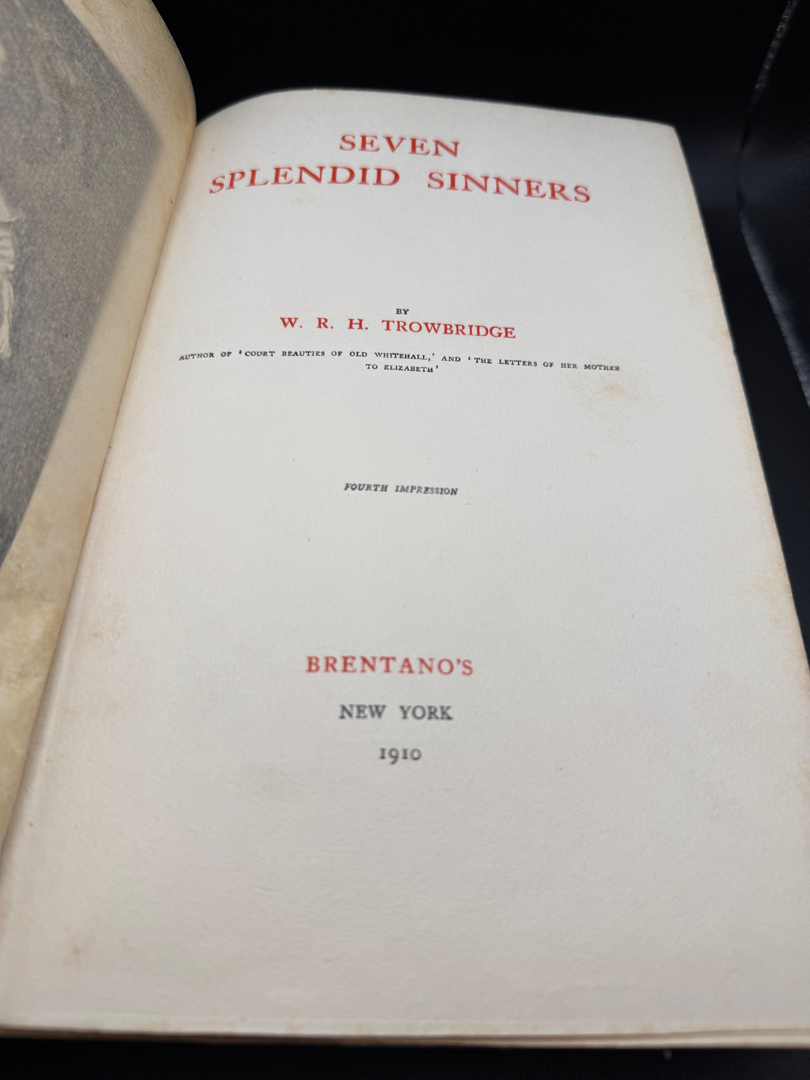 SEVEN
SPLENDID SINNERS
BY
W. R. H. TROWBRIDGE
AUTHOR OF 'COURT BEAUTIES OF OLD WHITEHALL,' AND 'THE LETTERS OF HER MOTHER
TO ELIZABETH'
FOURTH IMPRESSION
BRENTANO'S
NEW YORK
1910